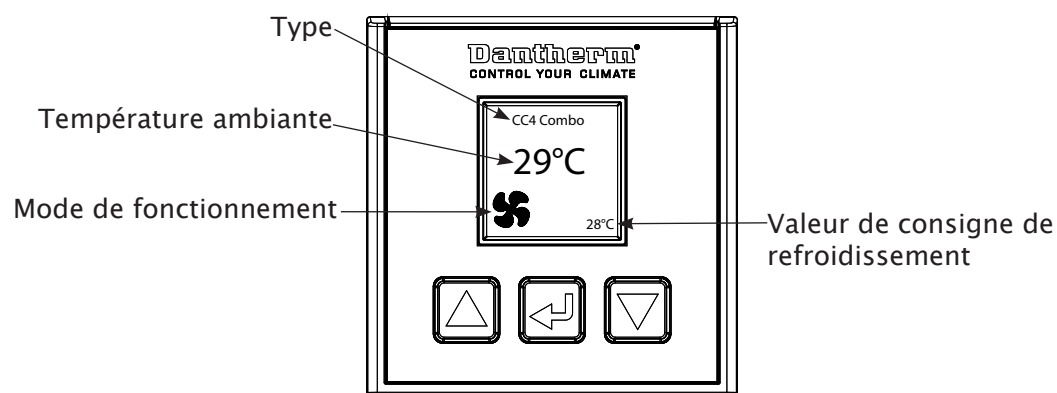 Type
Dantherm
CONTROL YOUR CLIMATE
CC4 Combo
Température ambiante
29°C
Mode de fonctionnement
28°C
Valeur de consigne de
refroidissement